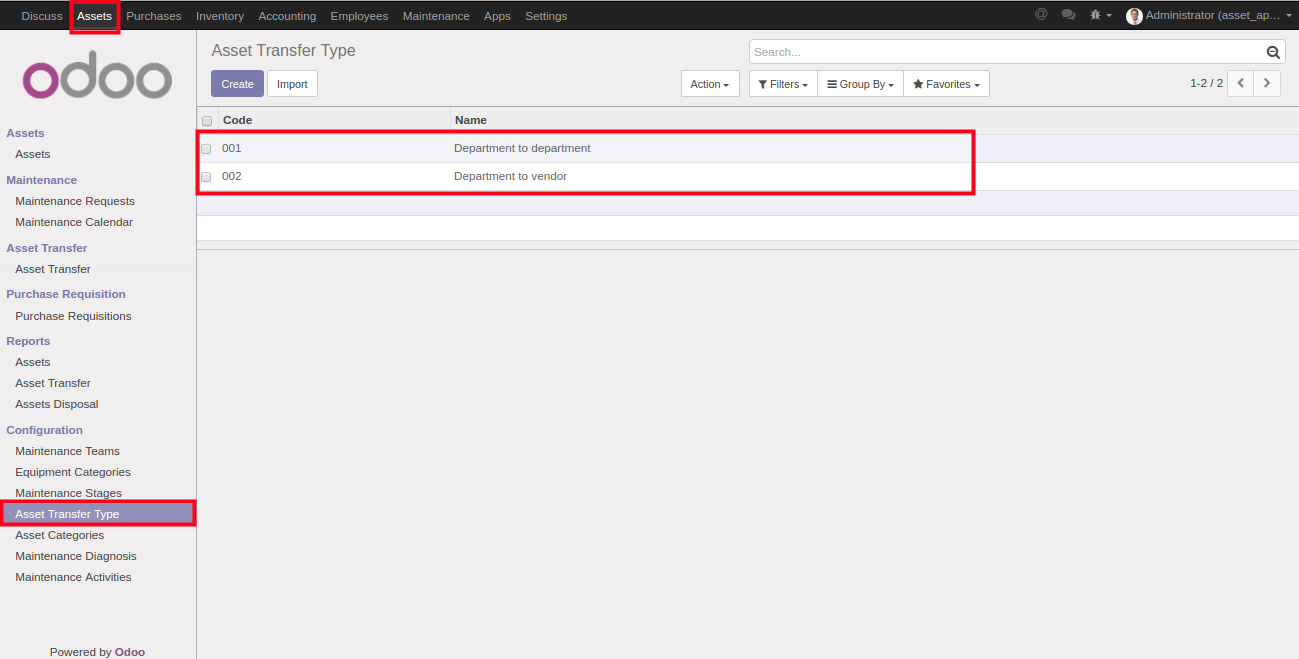 Discuss Assets Purchases Inventory Accounting Employees Maintenance Apps Settings @ Administrator (asset_ap...
odoo
Asset Transfer Type
Search...
Create Import
Action Filters Group By Favorites 1-2 / 2
Code Name
001 Department to department
002 Department to vendor
Assets
Assets
Maintenance
Maintenance Requests
Maintenance Calendar
Asset Transfer
Asset Transfer
Purchase Requisition
Purchase Requisitions
Reports
Assets
Asset Transfer
Assets Disposal
Configuration
Maintenance Teams
Equipment Categories
Maintenance Stages
Asset Transfer Type
Asset Categories
Maintenance Diagnosis
Maintenance Activities
Powered by Odoo